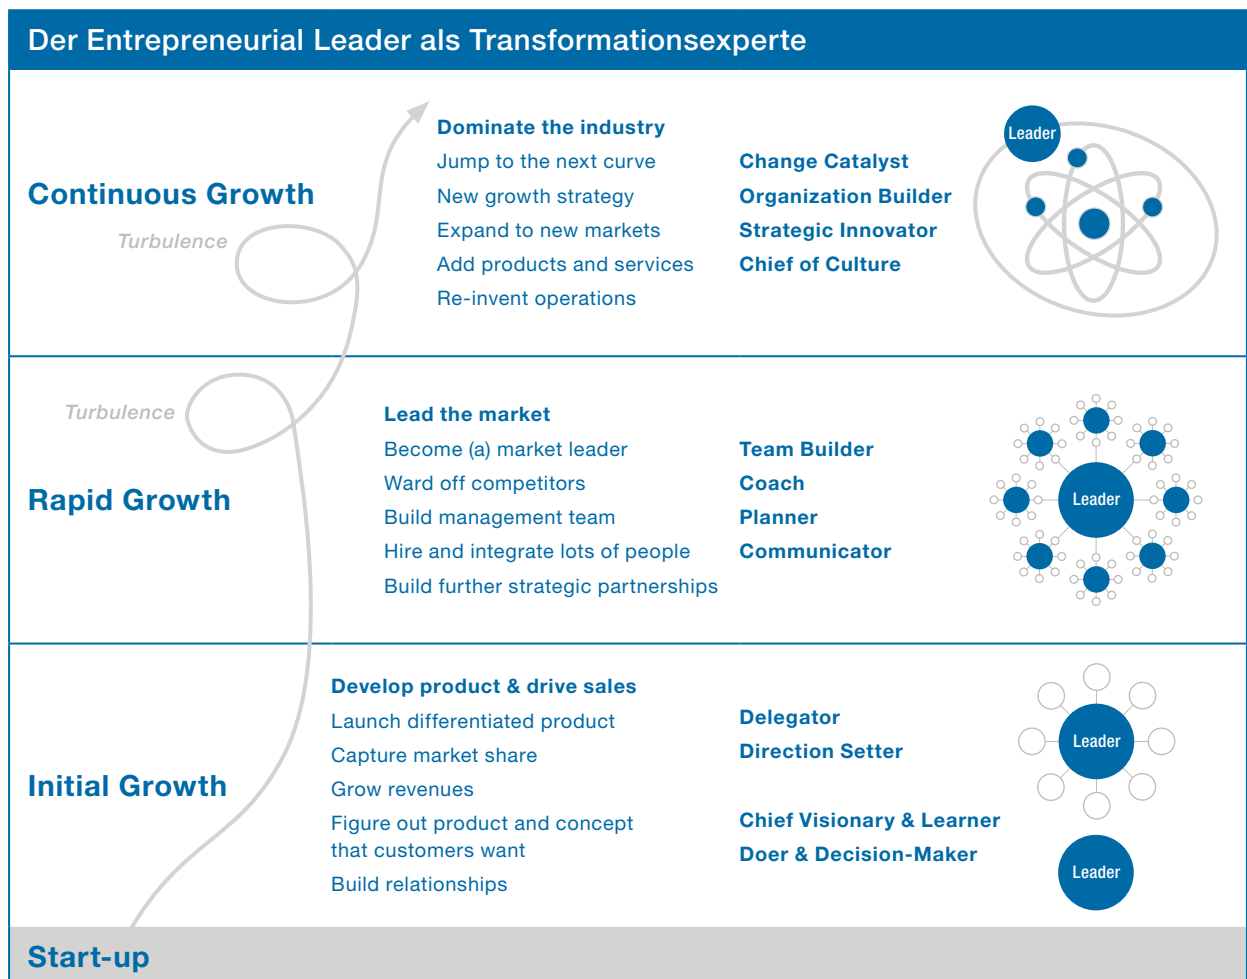 Der Entrepreneurial Leader als Transformationsexperte
Continuous Growth
Turbulence
Dominate the industry
Jump to the next curve
New growth strategy
Expand to new markets
Add products and services
Re-invent operations
Change Catalyst
Organization Builder
Strategic Innovator
Chief of Culture
Leader
Turbulence
Rapid Growth
Lead the market
Become (a) market leader
Ward off competitors
Build management team
Hire and integrate lots of people
Build further strategic partnerships
Team Builder
Coach
Planner
Communicator
Leader
Initial Growth
Develop product & drive sales
Launch differentiated product
Capture market share
Grow revenues
Figure out product and concept
that customers want
Build relationships
Delegator
Direction Setter
Chief Visionary & Learner
Doer & Decision-Maker
Leader
Leader
Start-up